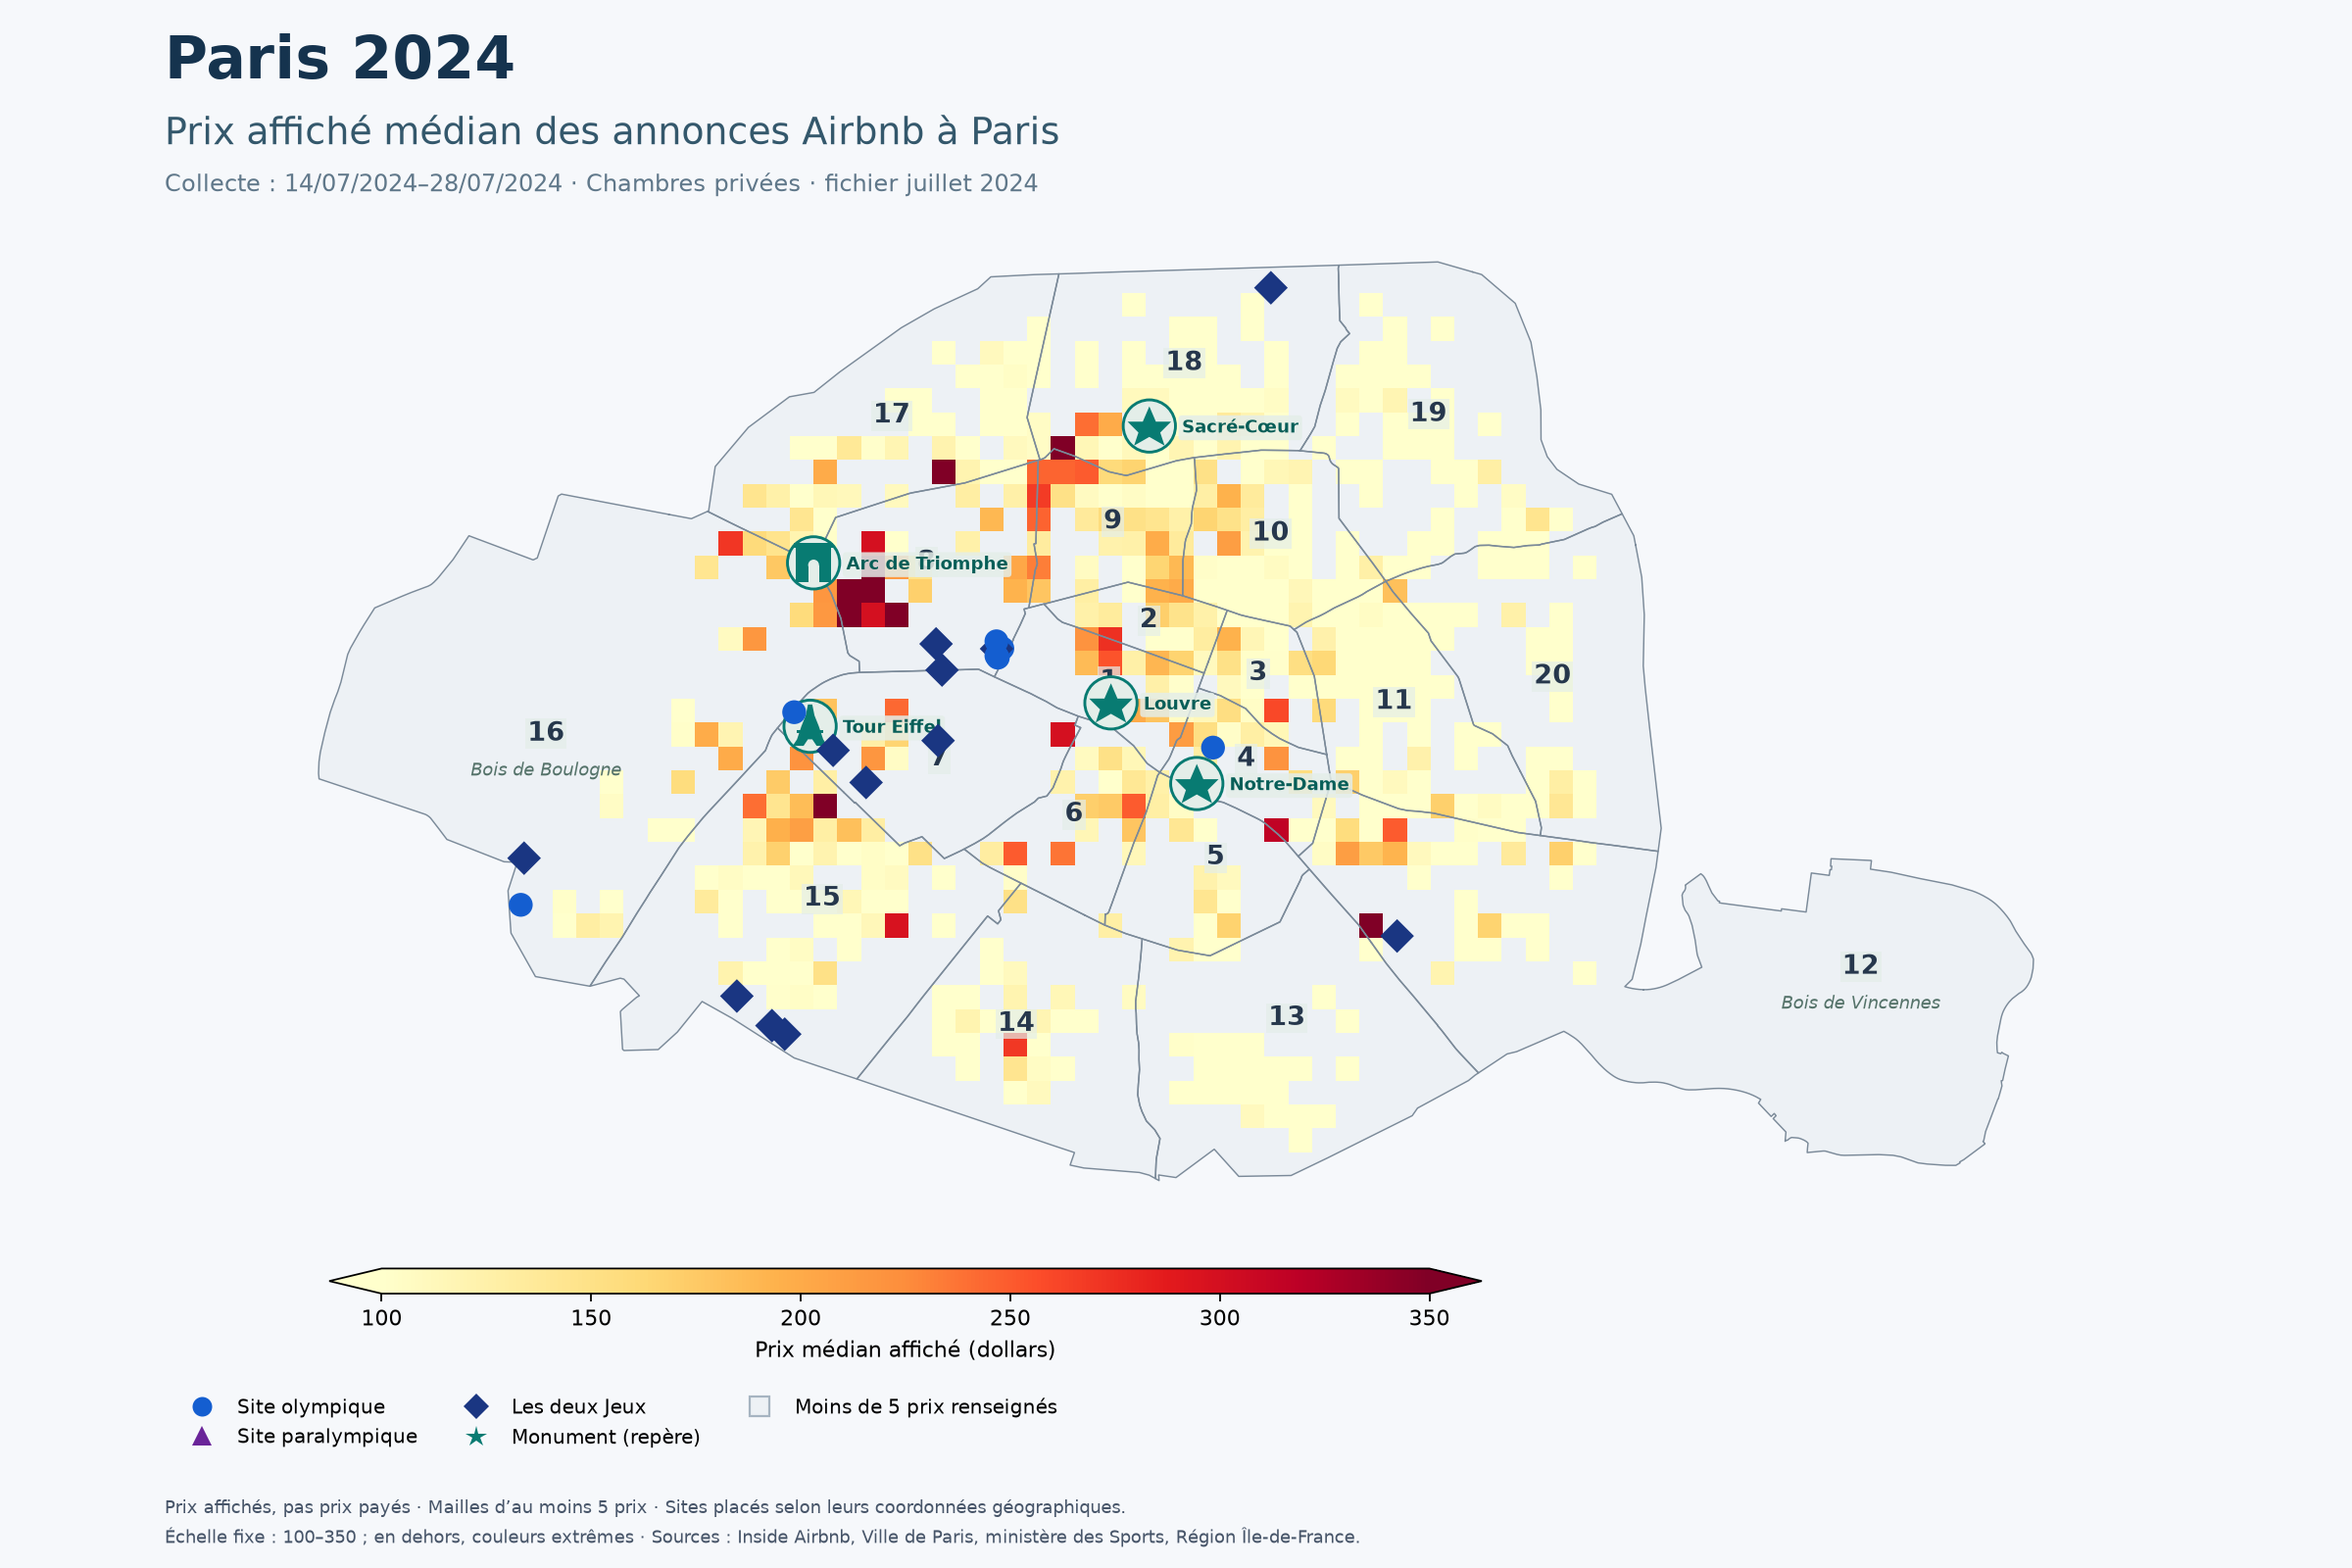 Paris 2024
Prix affiché médian des annonces Airbnb à Paris
Collecte : 14/07/2024–28/07/2024 · Chambres privées · fichier juillet 2024
18
17
19
Sacré-Cœur
9
10
Arc de Triomphe
2
3
20
1
11
Louvre
16
Tour Eiffel
Bois de Boulogne
7
4
Notre-Dame
6
5
15
12
Bois de Vincennes
14
13
100 150 200 250 300 350
Prix médian affiché (dollars)
Site olympique
Les deux Jeux
Moins de 5 prix renseignés
Site paralympique
Monument (repère)
Prix affichés, pas prix payés · Mailles d’au moins 5 prix · Sites placés selon leurs coordonnées géographiques.
Échelle fixe : 100–350 ; en dehors, couleurs extrêmes · Sources : Inside Airbnb, Ville de Paris, ministère des Sports, Région Île-de-France.